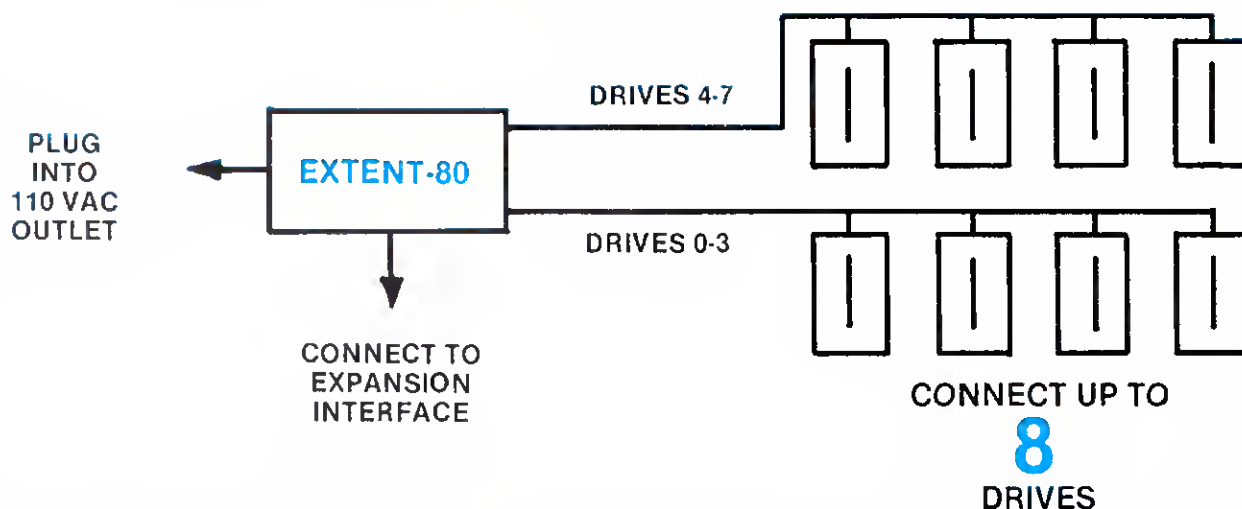 DRIVES 4-7
PLUG
INTO
110 VAC
OUTLET
EXTENT-80
DRIVES 0-3
CONNECT TO
EXPANSION
INTERFACE
CONNECT UP TO
8
DRIVES